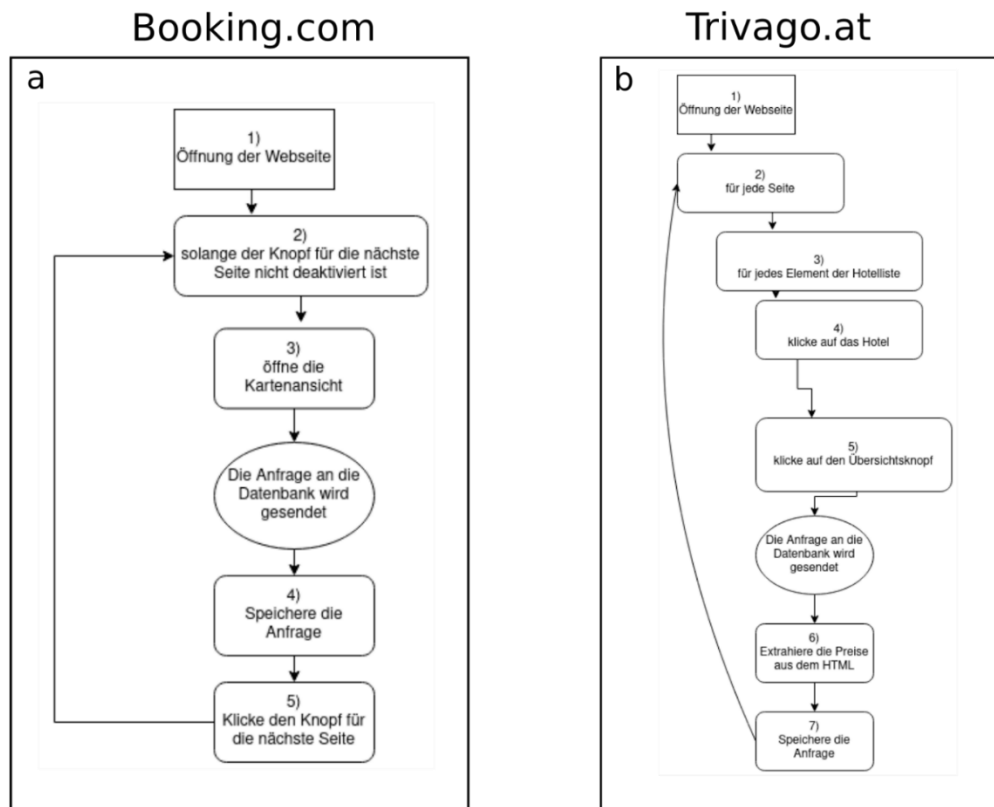 Booking.com
a
1)
Öffnung der Webseite
2)
solange der Knopf für die nächste
Seite nicht deaktiviert ist
3)
öffne die
Kartenansicht
Die Anfrage an die
Datenbank wird
gesendet
4)
Speichere die
Anfrage
5)
Klicke den Knopf für
die nächste Seite
Trivago.at
b
1)
Öffnung der Webseite
2)
für jede Seite
3)
für jedes Element der Hotelliste
4)
klicke auf das Hotel
5)
klicke auf den Übersichtsknopf
Die Anfrage an die
Datenbank wird
gesendet
6)
Extrahiere die Preise
aus dem HTML
7)
Speichere die
Anfrage